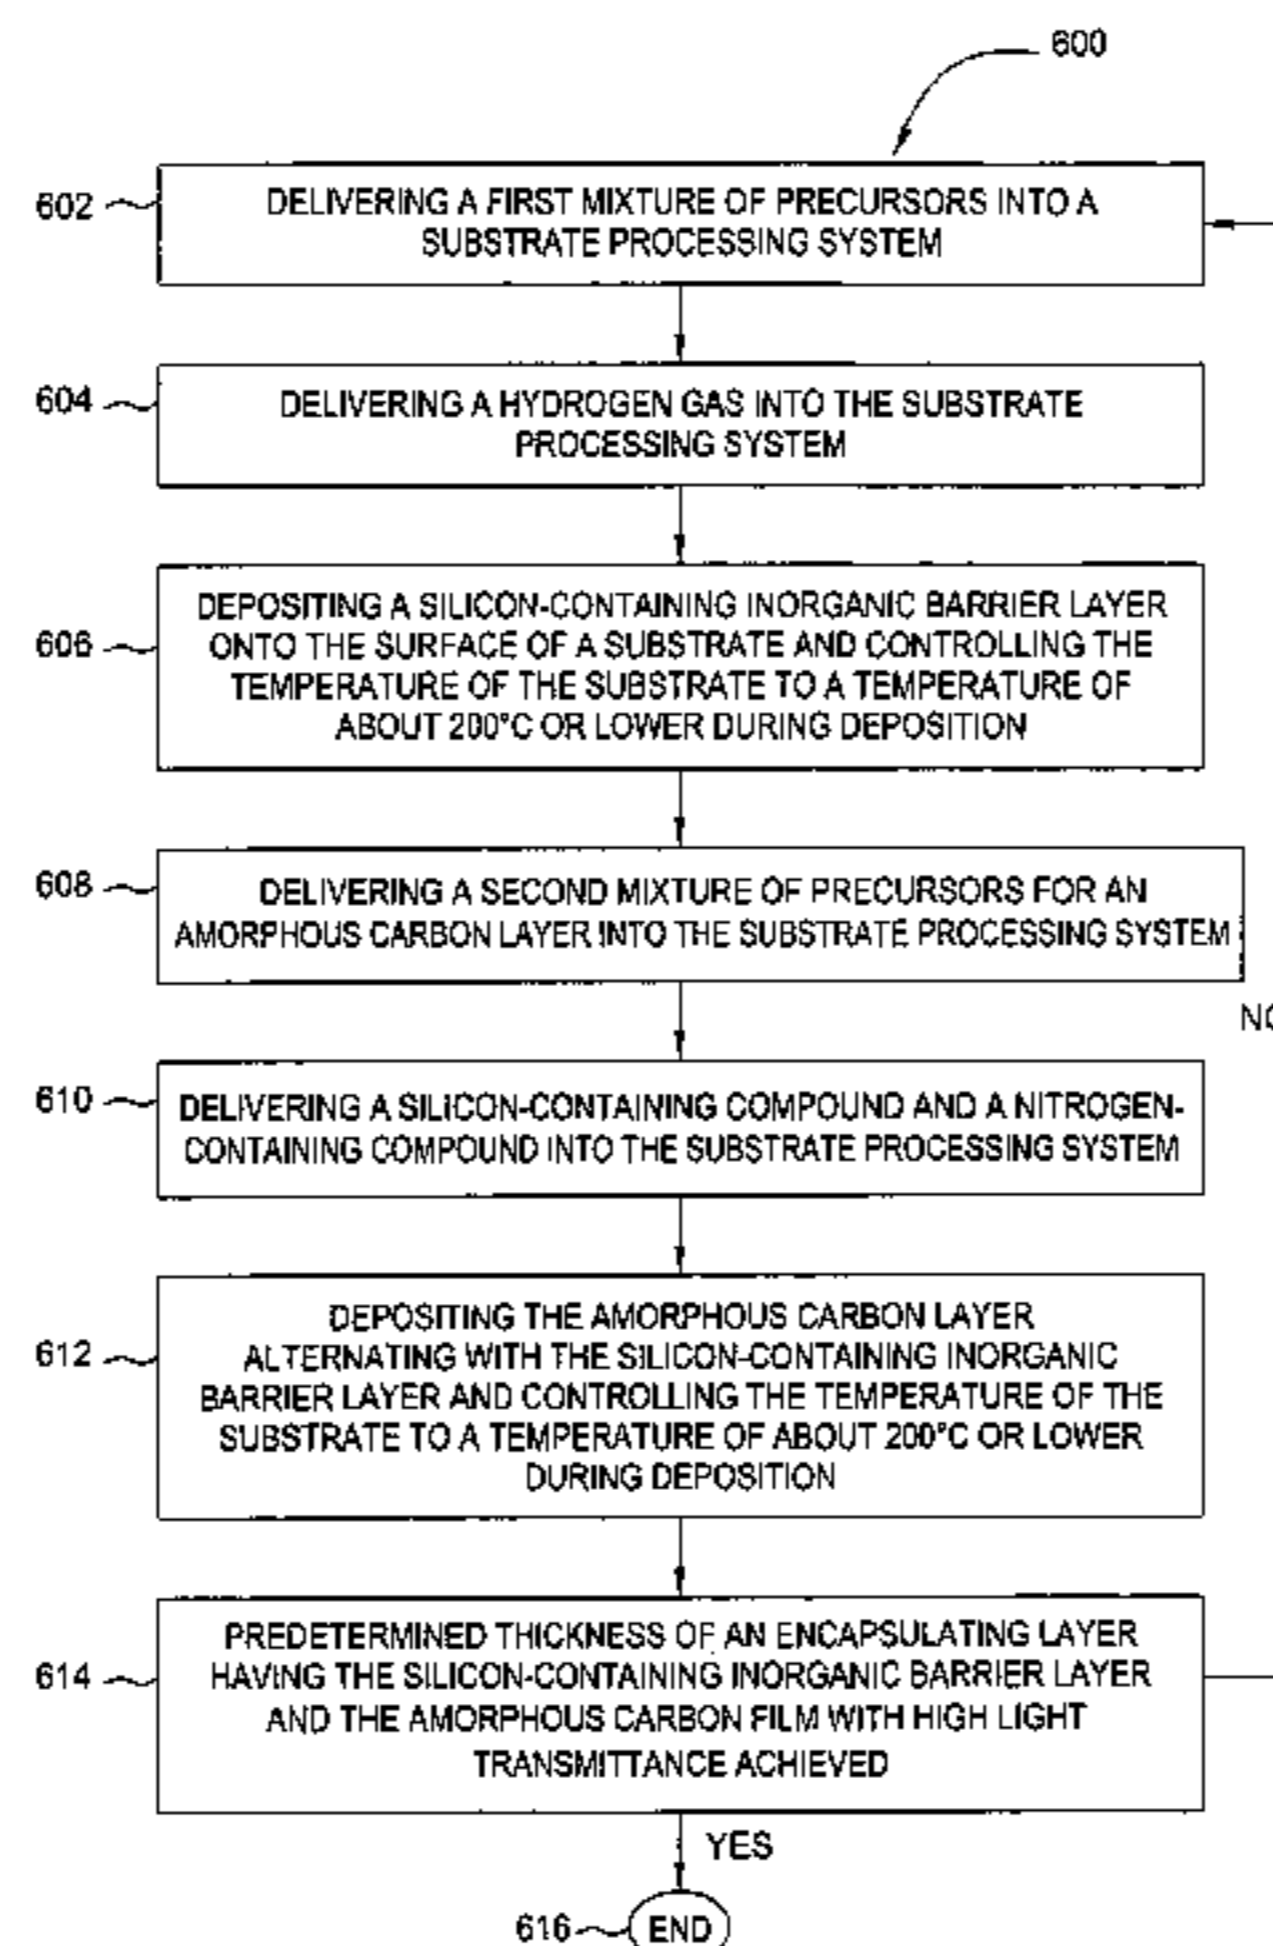 600
602
DELIVERING A FIRST MIXTURE OF PRECURSORS INTO A
SUBSTRATE PROCESSING SYSTEM
604
DELIVERING A HYDROGEN GAS INTO THE SUBSTRATE
PROCESSING SYSTEM
606
DEPOSITING A SILICON-CONTAINING INORGANIC BARRIER LAYER
ONTO THE SURFACE OF A SUBSTRATE AND CONTROLLING THE
TEMPERATURE OF THE SUBSTRATE TO A TEMPERATURE OF
ABOUT 200°C OR LOWER DURING DEPOSITION
608
DELIVERING A SECOND MIXTURE OF PRECURSORS FOR AN
AMORPHOUS CARBON LAYER INTO THE SUBSTRATE PROCESSING SYSTEM
610
DELIVERING A SILICON-CONTAINING COMPOUND AND A NITROGEN-
CONTAINING COMPOUND INTO THE SUBSTRATE PROCESSING SYSTEM
612
DEPOSITING THE AMORPHOUS CARBON LAYER
ALTERNATING WITH THE SILICON-CONTAINING INORGANIC
BARRIER LAYER AND CONTROLLING THE TEMPERATURE OF THE
SUBSTRATE TO A TEMPERATURE OF ABOUT 200°C OR LOWER
DURING DEPOSITION
614
PREDETERMINED THICKNESS OF AN ENCAPSULATING LAYER
HAVING THE SILICON-CONTAINING INORGANIC BARRIER LAYER
AND THE AMORPHOUS CARBON FILM WITH HIGH LIGHT
TRANSMITTANCE ACHIEVED
YES
616
END